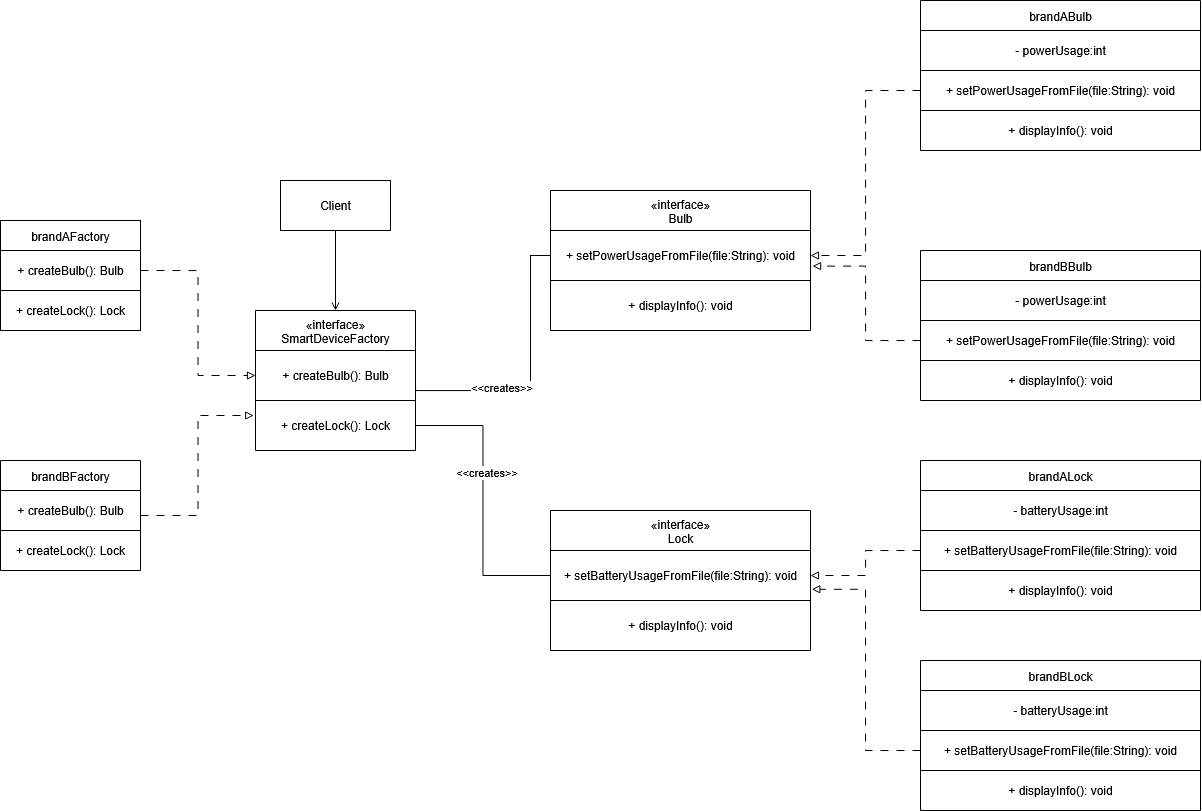 brandABulb
- powerUsage:int
+ setPowerUsageFromFile(file:String): void
+ displayInfo(): void
Client
«interface»
Bulb
+ setPowerUsageFromFile(file:String): void
+ displayInfo(): void
brandAFactory
+ createBulb(): Bulb
+ createLock(): Lock
brandBBulb
- powerUsage:int
+ setPowerUsageFromFile(file:String): void
+ displayInfo(): void
«interface»
SmartDeviceFactory
+ createBulb(): Bulb
+ createLock(): Lock
<<creates>>
<<creates>>
brandBFactory
+ createBulb(): Bulb
+ createLock(): Lock
brandALock
- batteryUsage:int
+ setBatteryUsageFromFile(file:String): void
+ displayInfo(): void
«interface»
Lock
+ setBatteryUsageFromFile(file:String): void
+ displayInfo(): void
brandBLock
- batteryUsage:int
+ setBatteryUsageFromFile(file:String): void
+ displayInfo(): void